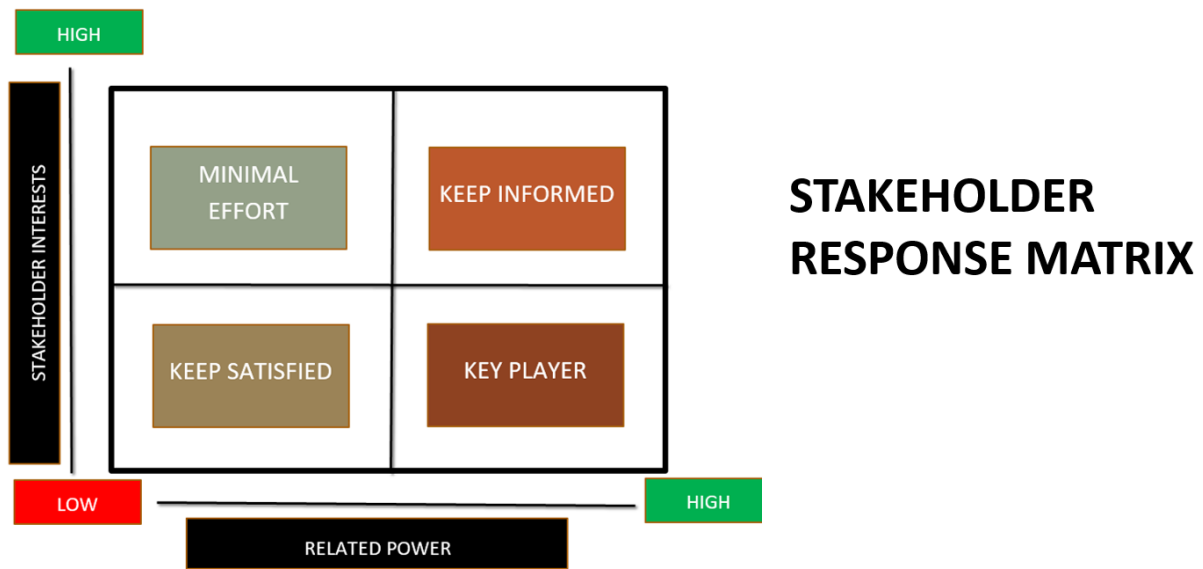 HIGH
STAKEHOLDER INTERESTS
MINIMAL
EFFORT
KEEP INFORMED
KEEP SATISFIED
KEY PLAYER
LOW
HIGH
RELATED POWER
STAKEHOLDER
RESPONSE MATRIX